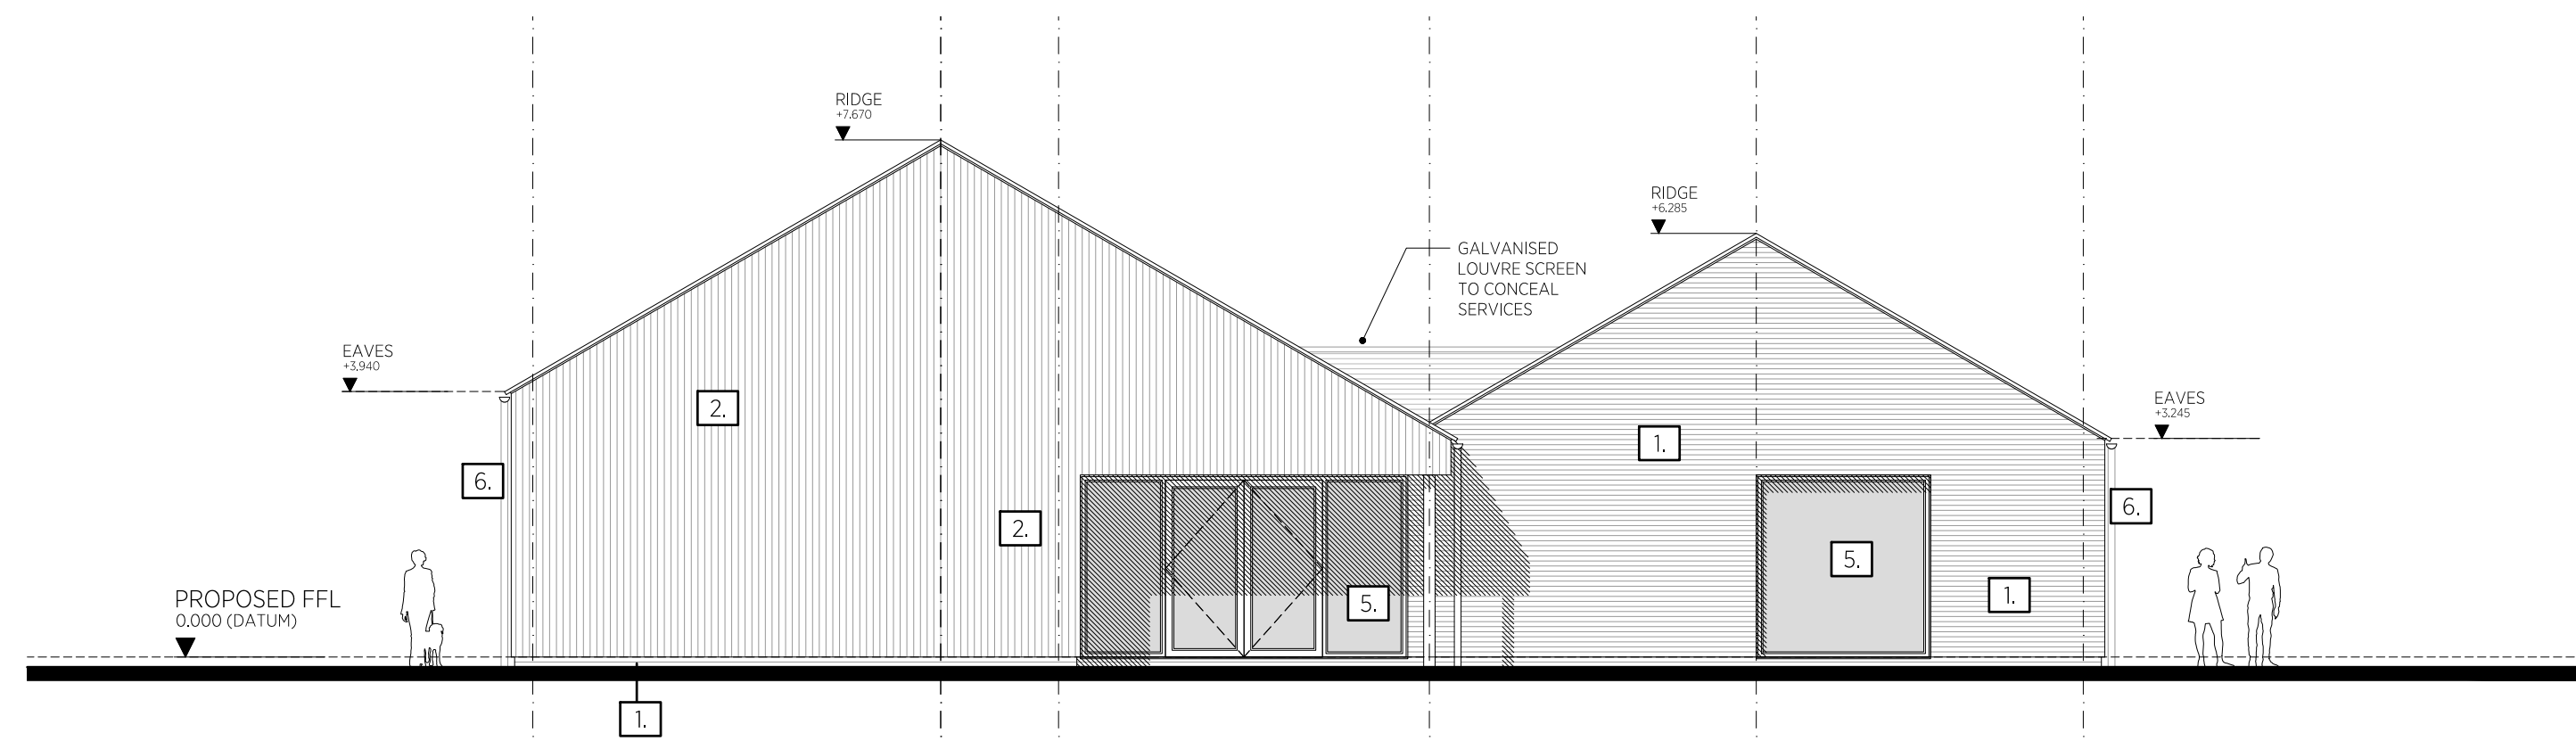 RIDGE
+7.670
RIDGE
+6.285
GALVANISED
LOUVRE SCREEN
TO CONCEAL
SERVICES
EAVES
+3.940
EAVES
+3.245
2.
1.
6.
6.
2.
5.
5.
1.
PROPOSED FFL
0.000 (DATUM)
1.